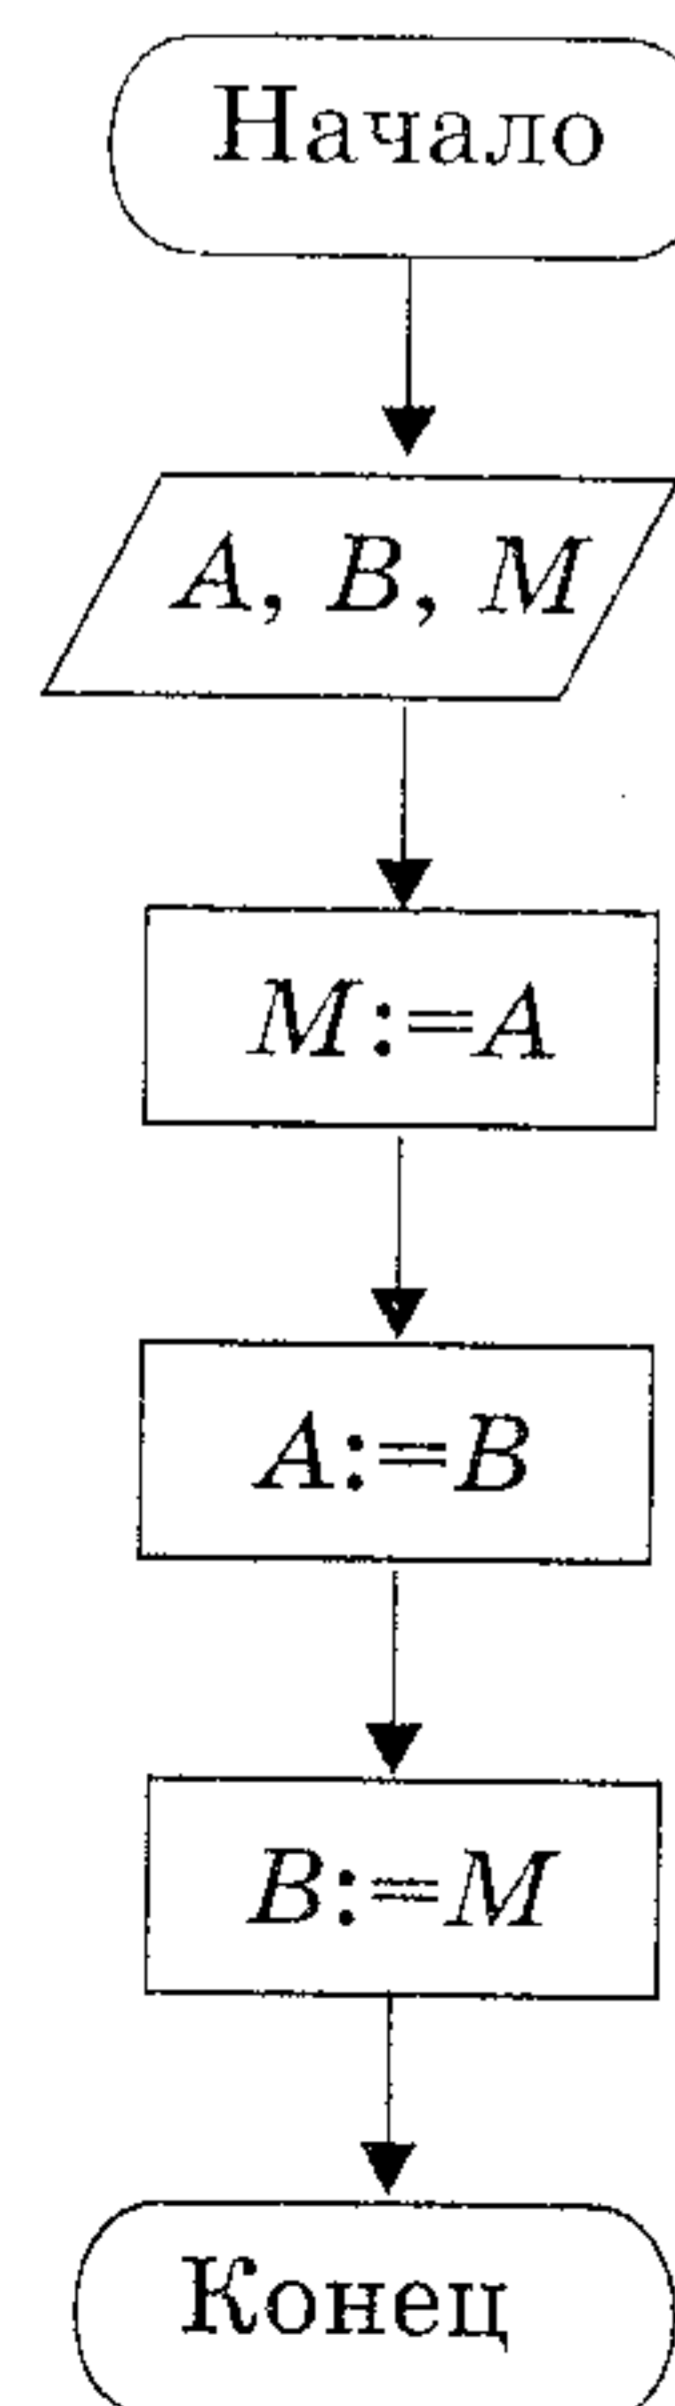 Начало
A, B, M
M:=A
A:=B
B:=M
Конец